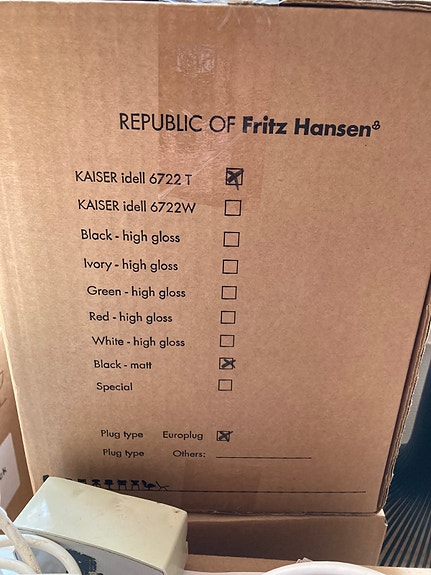 REPUBLIC OF Fritz Hansen
KAISER idell 6722 T
KAISER idell 6722W
Black - high gloss
Ivory - high gloss
Green - high gloss
Red - high gloss
White - high gloss
Black - matt
Special
Plug type Europlug
Plug type Others: